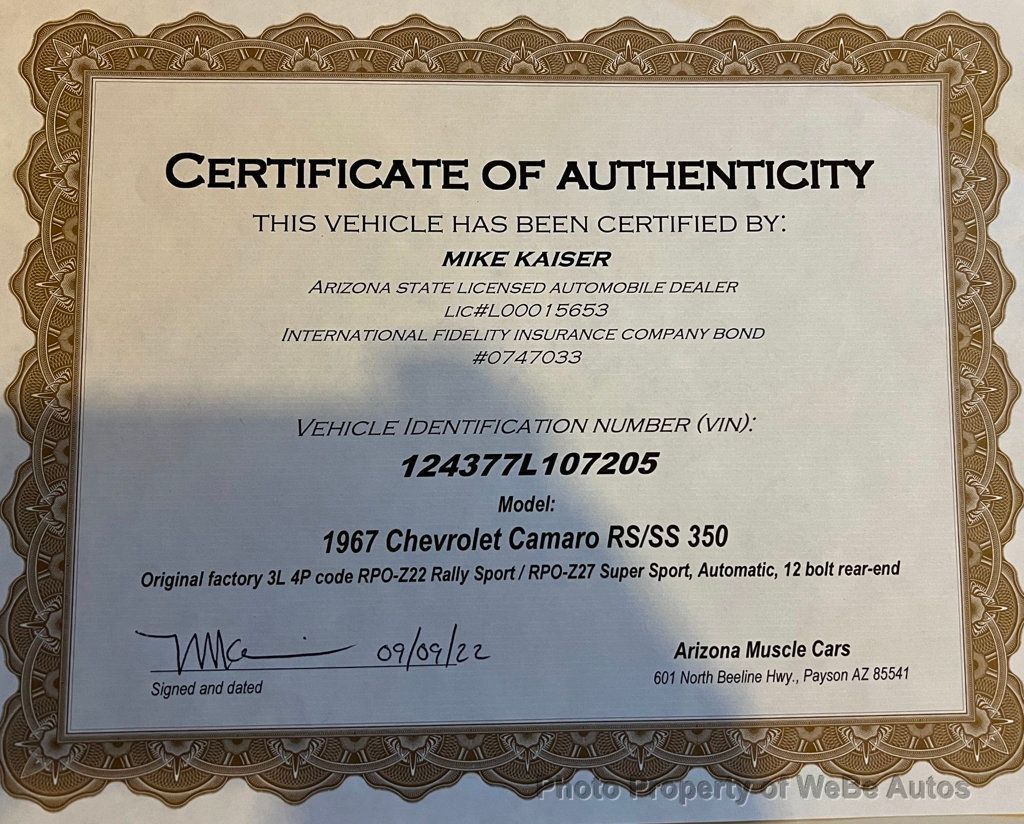 CERTIFICATE OF AUTHENTICITY
THIS VEHICLE HAS BEEN CERTIFIED BY:
MIKE KAISER
ARIZONA STATE LICENSED AUTOMOBILE DEALER
LIC#L00015653
INTERNATIONAL FIDELITY INSURANCE COMPANY BOND
#0747033
VEHICLE IDENTIFICATION NUMBER (VIN):
124377L107205
Model:
1967 Chevrolet Camaro RS/SS 350
Original factory 3L 4P code RPO-Z22 Rally Sport / RPO-Z27 Super Sport, Automatic, 12 bolt rear-end
09/09/22
Signed and dated
Arizona Muscle Cars
601 North Beeline Hwy., Payson AZ 85541
Photo Property of WeBe Autos